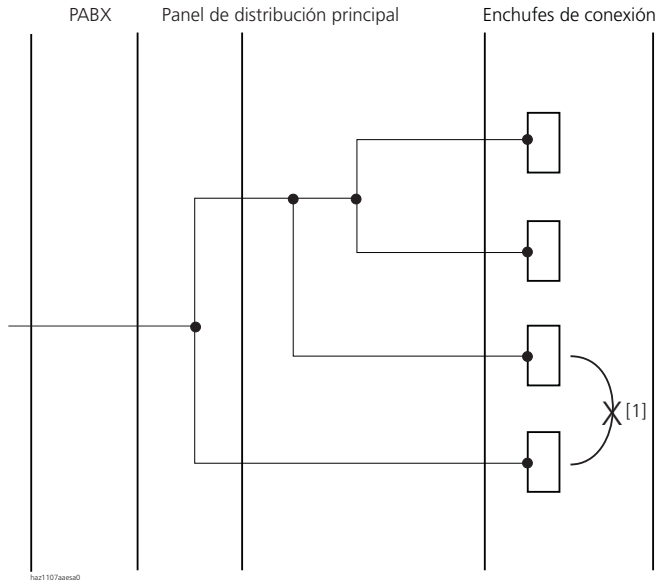 PABX
Panel de distribución principal
Enchufes de conexión
X [1]
haz1107aaesa0